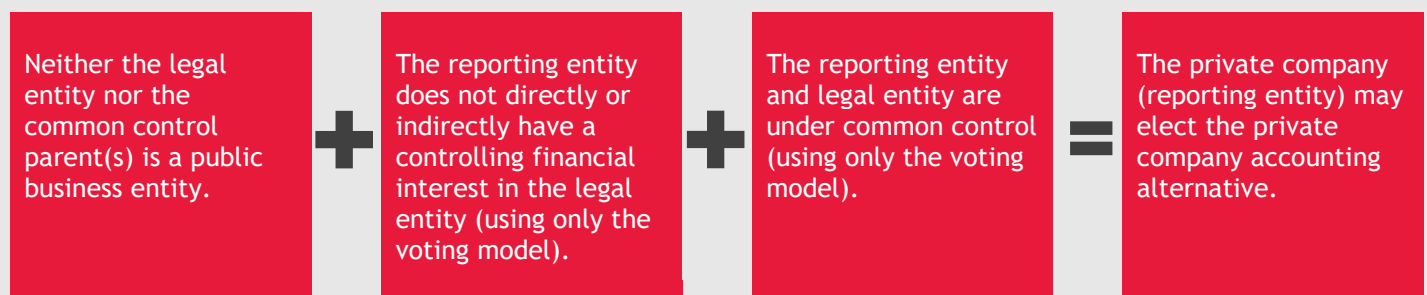 Neither the legal
entity nor the
common control
parent(s) is a public
business entity.
+
The reporting entity
does not directly or
indirectly have a
controlling financial
interest in the legal
entity (using only the
voting model).
+
The reporting entity
and legal entity are
under common control
(using only the voting
model).
=
The private company
(reporting entity) may
elect the private
company accounting
alternative.